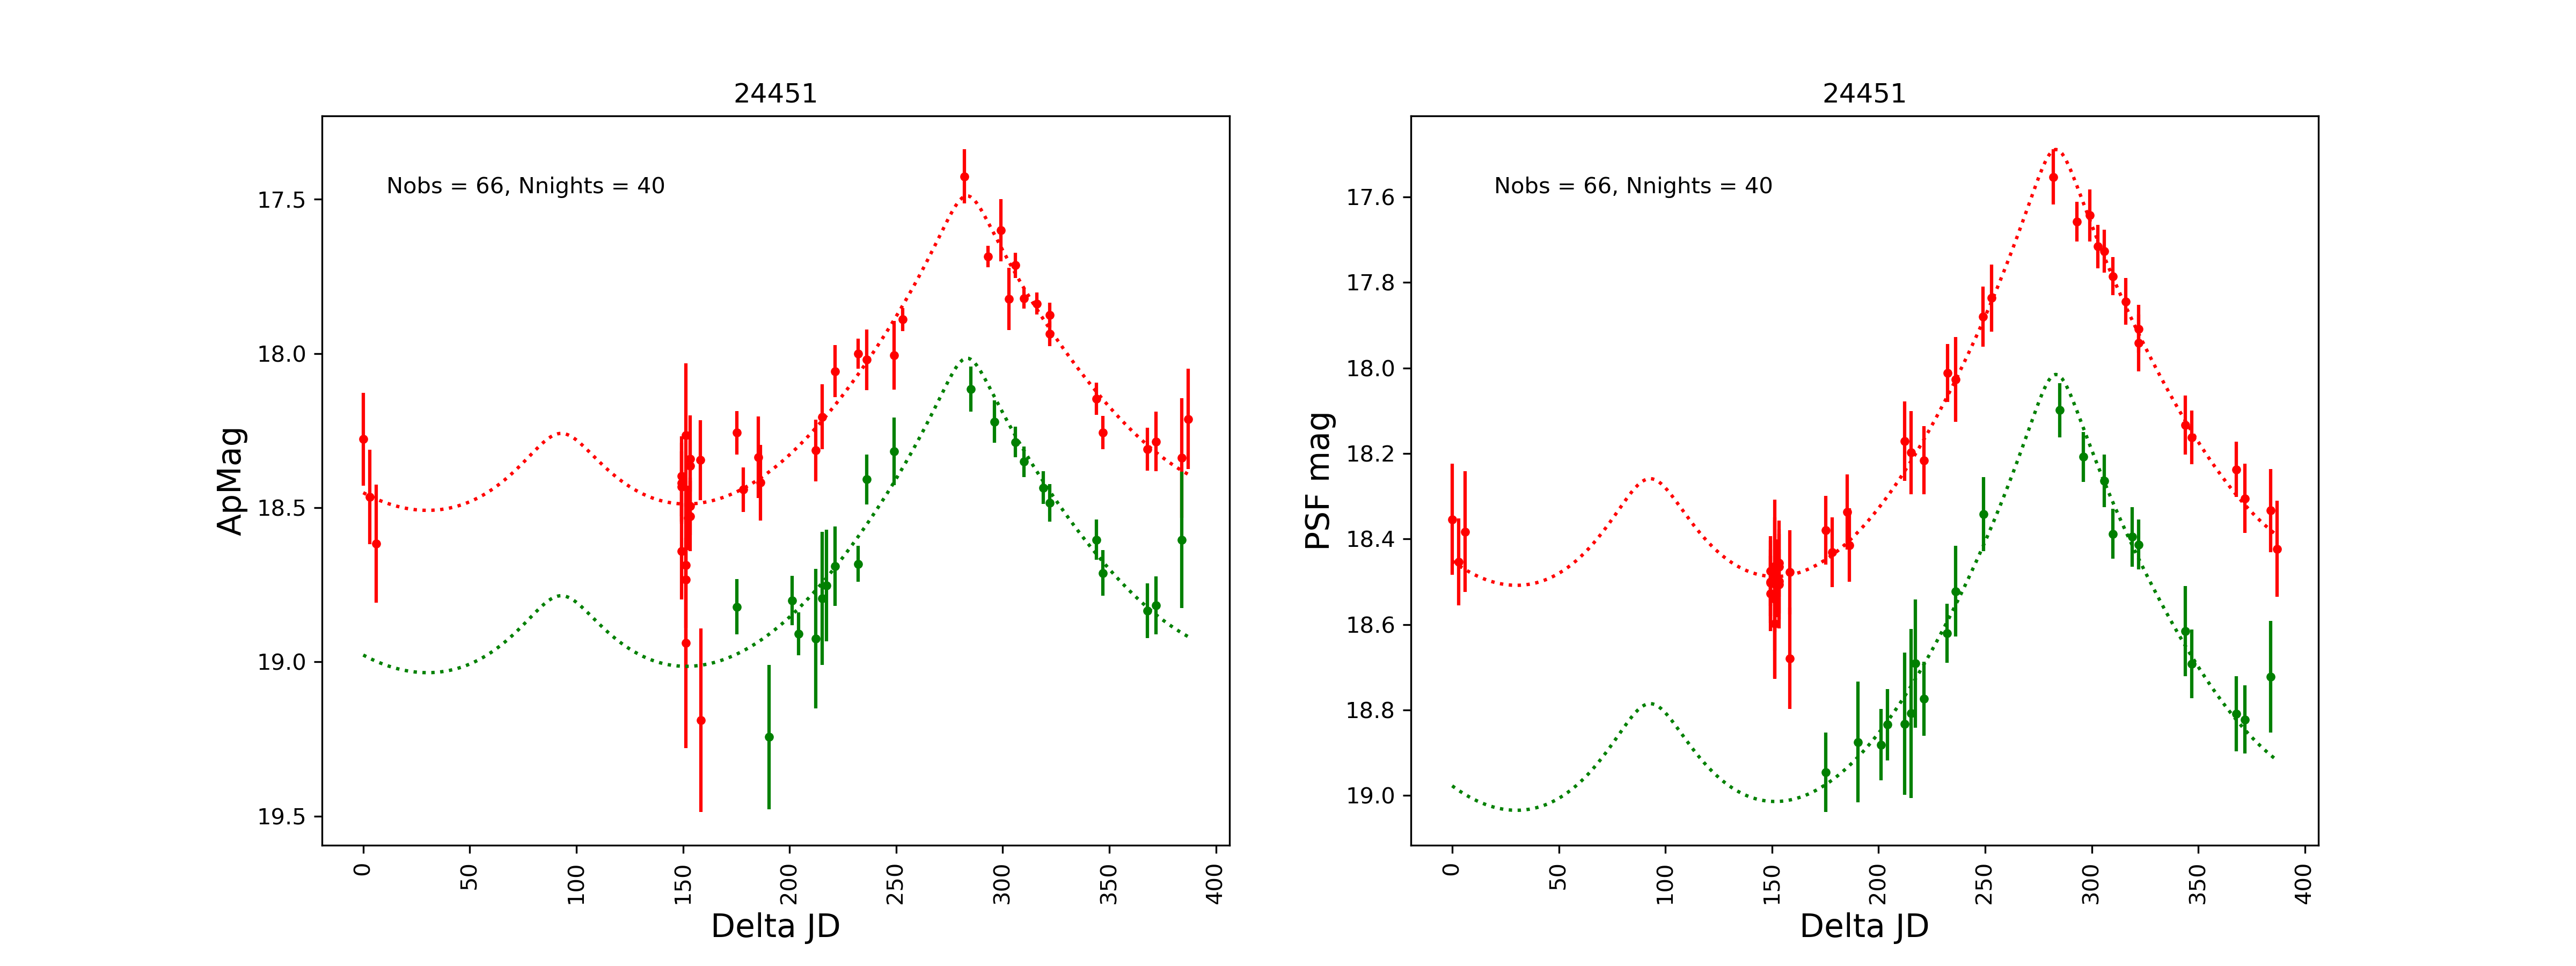 24451
Nobs = 66, Nnights = 40
ApMag
17.5
18.0
18.5
19.0
19.5
0 50 100 150 200 250 300 350 400
Delta JD
24451
Nobs = 66, Nnights = 40
PSF mag
17.6
17.8
18.0
18.2
18.4
18.6
18.8
19.0
0 50 100 150 200 250 300 350 400
Delta JD